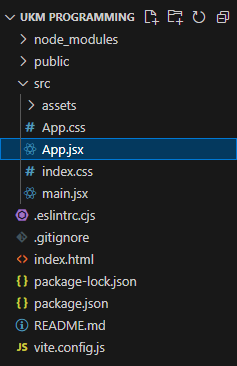 UKM PROGRAMMING
node_modules
public
src
assets
# App.css
App.jsx
# index.css
main.jsx
.eslintrc.cjs
.gitignore
<> index.html
{} package-lock.json
{} package.json
README.md
JS vite.config.js